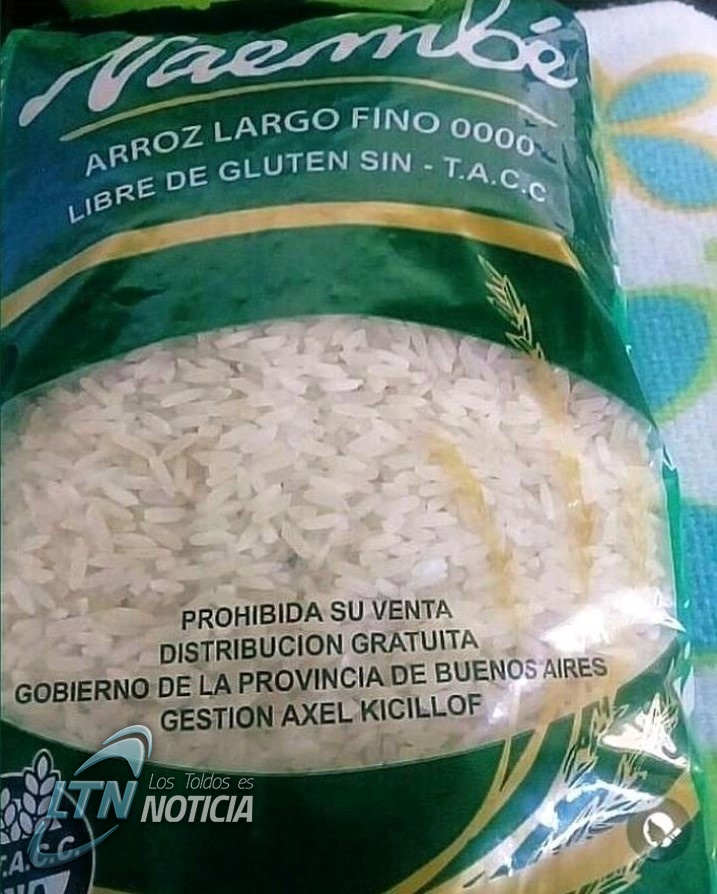 Naembé
ARROZ LARGO FINO 0000
LIBRE DE GLUTEN SIN - T.A.C.C
PROHIBIDA SU VENTA
DISTRIBUCION GRATUITA
GOBIERNO DE LA PROVINCIA DE BUENOS AIRES
GESTION AXEL KICILLOF
LTN Los Toldos es
NOTICIA
.A.C.C.